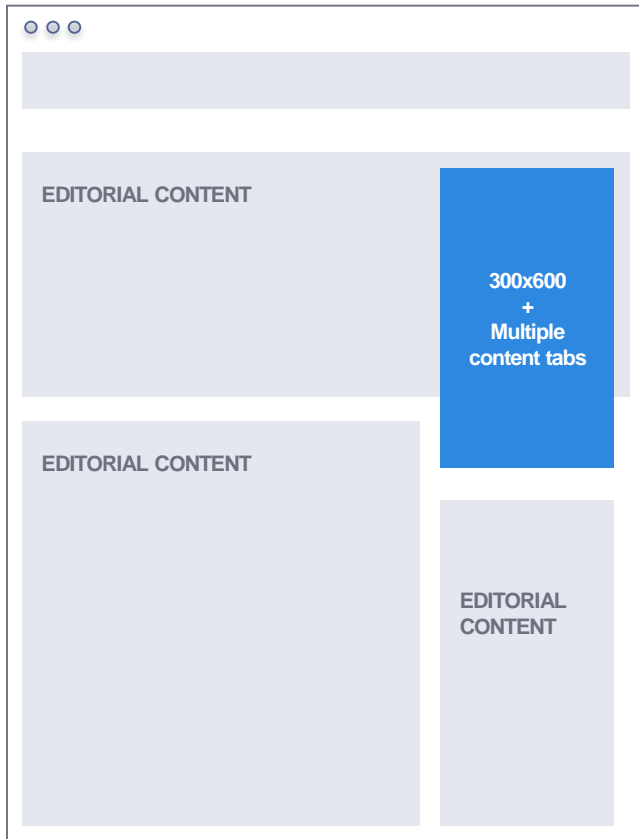 EDITORIAL CONTENT
300x600
+
Multiple
content tabs
EDITORIAL CONTENT
EDITORIAL
CONTENT